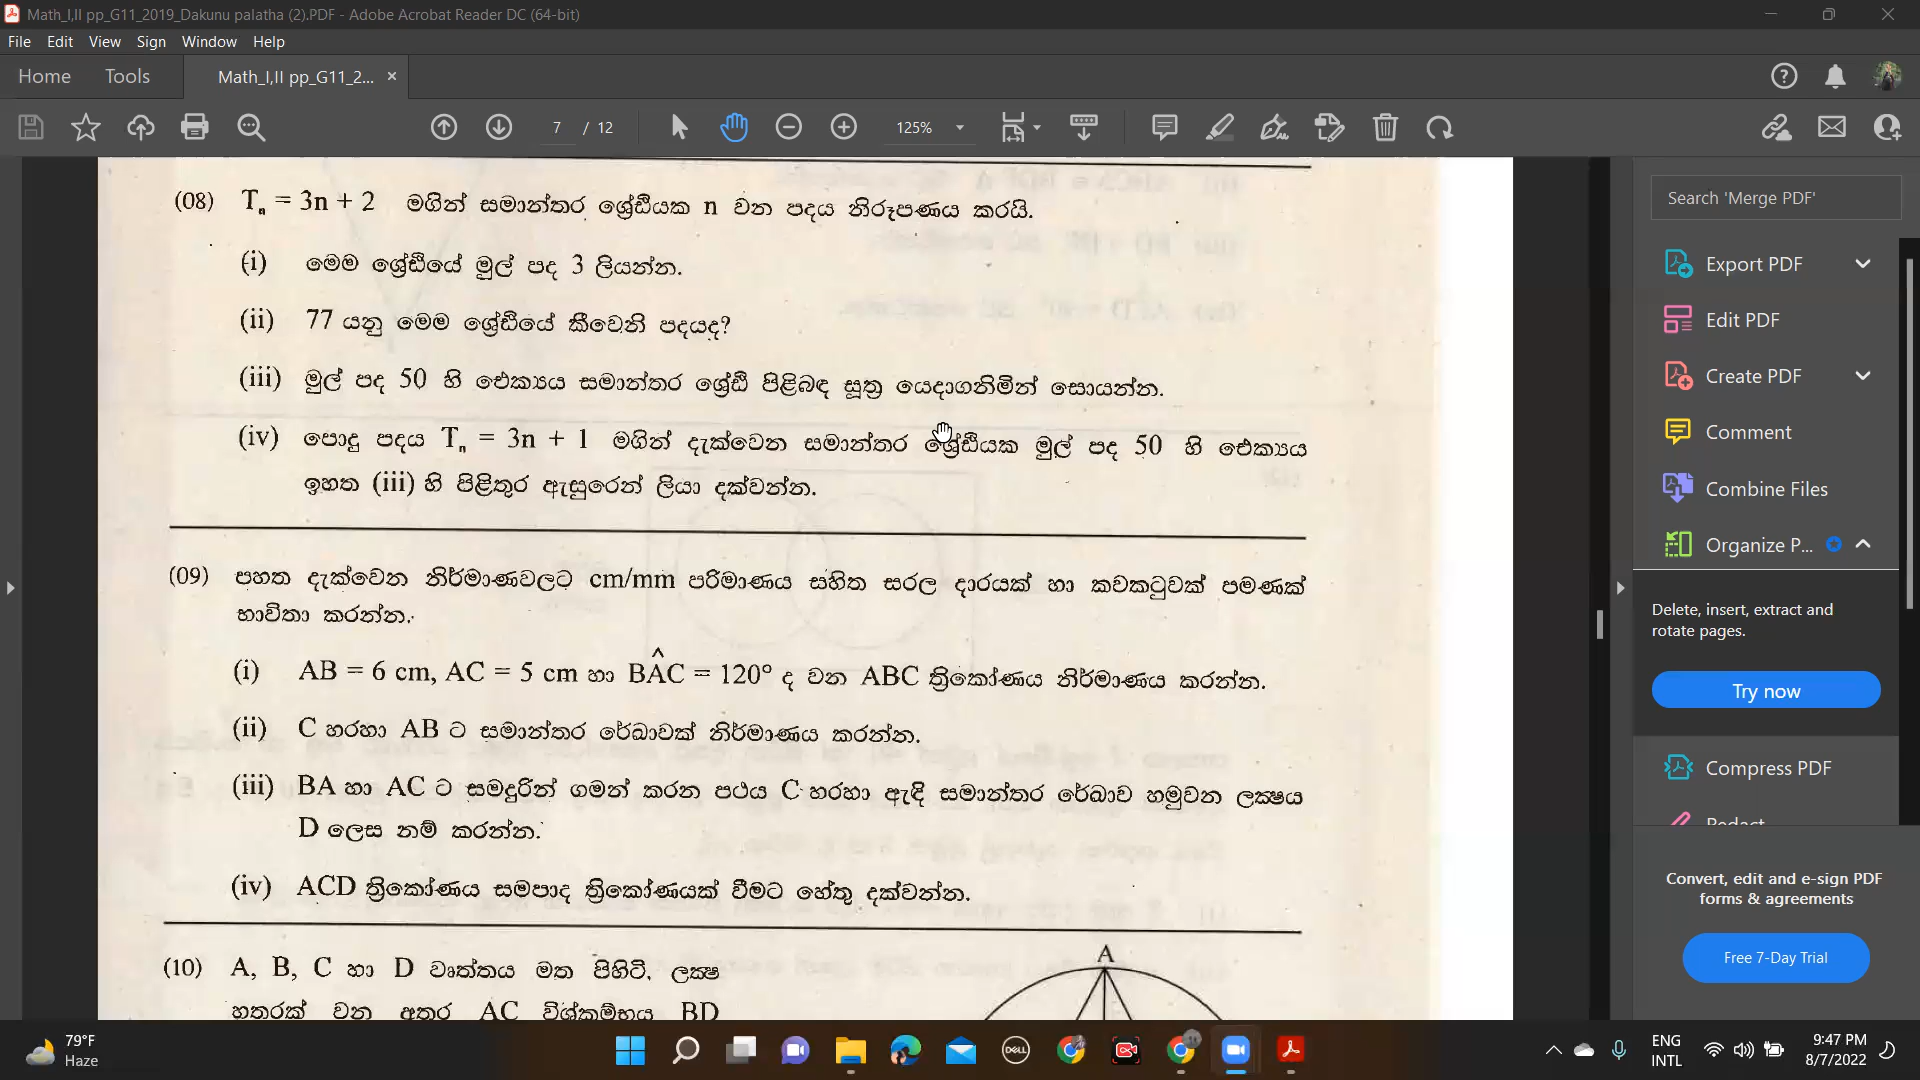 Math_I,II pp_G11_2019_Dakunu palatha (2).PDF - Adobe Acrobat Reader DC (64-bit)
File Edit View Sign Window Help
Home Tools Math_I,II pp_G11_2... ×
7 / 12 125%
(08) Tₙ = 3n + 2 මගින් සමාන්තර ශ්‍රේඪියක n වන පදය නිරූපණය කරයි.
(i) මෙම ශ්‍රේඪියේ මුල් පද 3 ලියන්න.
(ii) 77 යනු මෙම ශ්‍රේඪියේ කීවෙනි පදයද?
(iii) මුල් පද 50 හි ඓක්‍යය සමාන්තර ශ්‍රේඪි පිළිබඳ සූත්‍ර යෙදාගනිමින් සොයන්න.
(iv) පොදු පදය Tₙ = 3n + 1 මගින් දැක්වෙන සමාන්තර ශ්‍රේඪියක මුල් පද 50 හි ඓක්‍යය
ඉහත (iii) හි පිළිතුර ඇසුරෙන් ලියා දක්වන්න.
(09) පහත දැක්වෙන නිර්මාණවලට cm/mm පරිමාණය සහිත සරල දාරයක් හා කවකටුවක් පමණක්
භාවිතා කරන්න.
(i) AB = 6 cm, AC = 5 cm හා BÂC = 120° ද වන ABC ත්‍රිකෝණය නිර්මාණය කරන්න.
(ii) C හරහා AB ට සමාන්තර රේඛාවක් නිර්මාණය කරන්න.
(iii) BA හා AC ට සමදුරින් ගමන් කරන පථය C හරහා ඇඳි සමාන්තර රේඛාව හමුවන ලක්‍ෂය
D ලෙස නම් කරන්න.
(iv) ACD ත්‍රිකෝණය සමපාද ත්‍රිකෝණයක් වීමට හේතු දක්වන්න.
(10) A, B, C හා D වෘත්තය මත පිහිටි, ලක්‍ෂ
හතරක් වන අතර AC විශ්කම්භය BD
A
Search 'Merge PDF'
Export PDF
Edit PDF
Create PDF
Comment
Combine Files
Organize P...
Delete, insert, extract and
rotate pages.
Try now
Compress PDF
Redact
Convert, edit and e-sign PDF
forms & agreements
Free 7-Day Trial
79°F
Haze
DELL
ENG
INTL
9:47 PM
8/7/2022